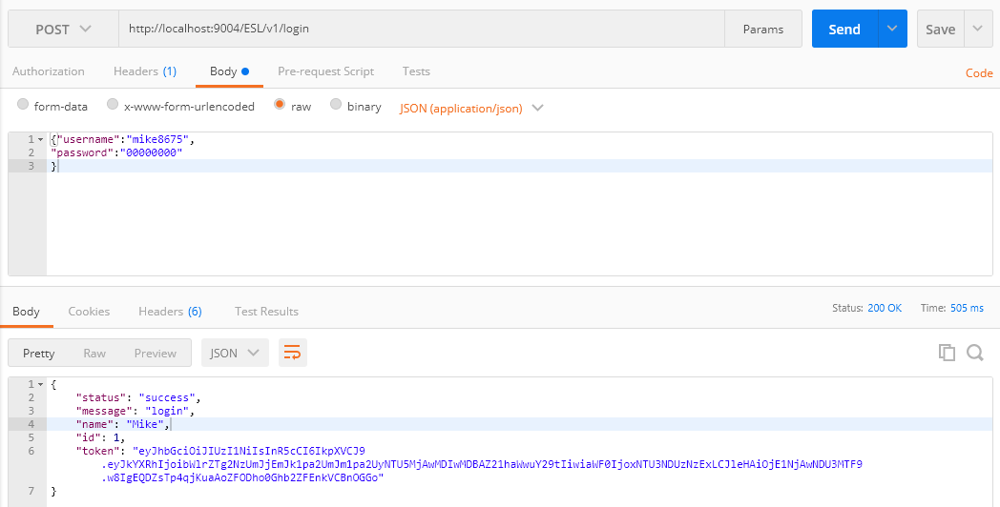 POST http://localhost:9004/ESL/v1/login Params Send Save
Authorization Headers (1) Body Pre-request Script Tests Code
form-data x-www-form-urlencoded raw binary JSON (application/json)
1 {"username":"mike8675",
2 "password":"00000000"
3 }
Body Cookies Headers (6) Test Results Status: 200 OK Time: 505 ms
Pretty Raw Preview JSON
1 {
2 "status": "success",
3 "message": "login",
4 "name": "Mike",
5 "id": 1,
6 "token": "eyJhbGciOiJIUzI1NiIsInR5cCI6IkpXVCJ9
.eyJkYXRhIjoibWlrZTg2NzUmJjEmJk1pa2UmJm1pa2UyNTU5MjAwMDIwMDBAZ21haWwuY29tIiwiaWF0IjoxNTU3NDUzNzExLCJleHAiOjE1NjAwNDU3MTF9
.w8IgEQDZsTp4qjKuaAoZFODho0Ghb2ZFEnkVCBnOGGo"
7 }